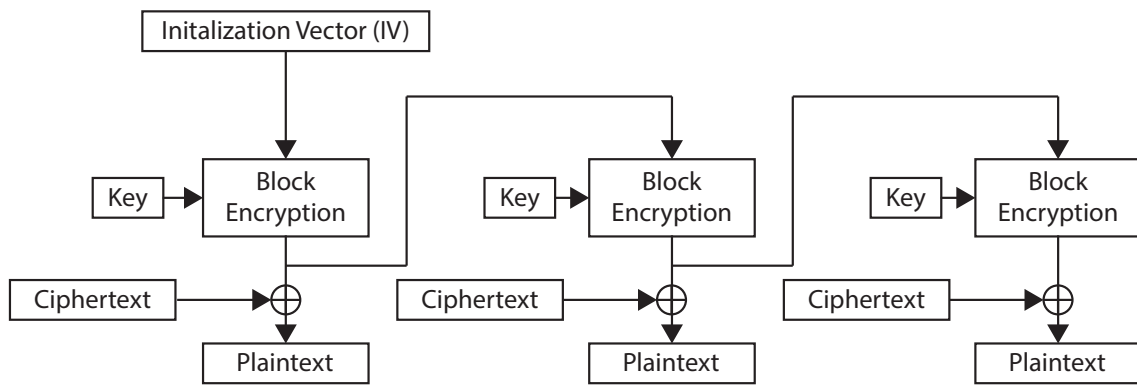 Initalization Vector (IV)
Key
Block
Encryption
Key
Block
Encryption
Key
Block
Encryption
Ciphertext
Ciphertext
Ciphertext
Plaintext
Plaintext
Plaintext